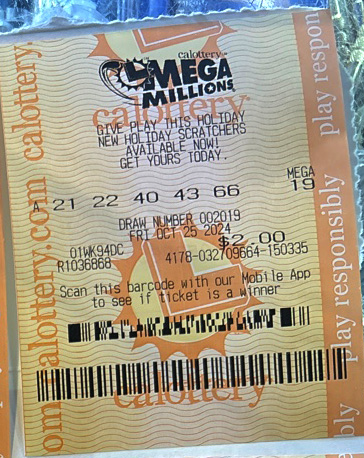 calottery
MEGA
MILLIONS
calottery
GIVE PLAY THIS HOLIDAY
NEW HOLIDAY SCRATCHERS
AVAILABLE NOW!
GET YOURS TODAY.
MEGA
A 21 22 40 43 66 19
DRAW NUMBER 002019
FRI OCT 25 2024
$2.00
01WK94DC
R1036868 4178-032709664-150335
Scan this barcode with our Mobile App
to see if ticket is a winner
calottery
om calottery.com calottery.
play responsibly play respon
bly